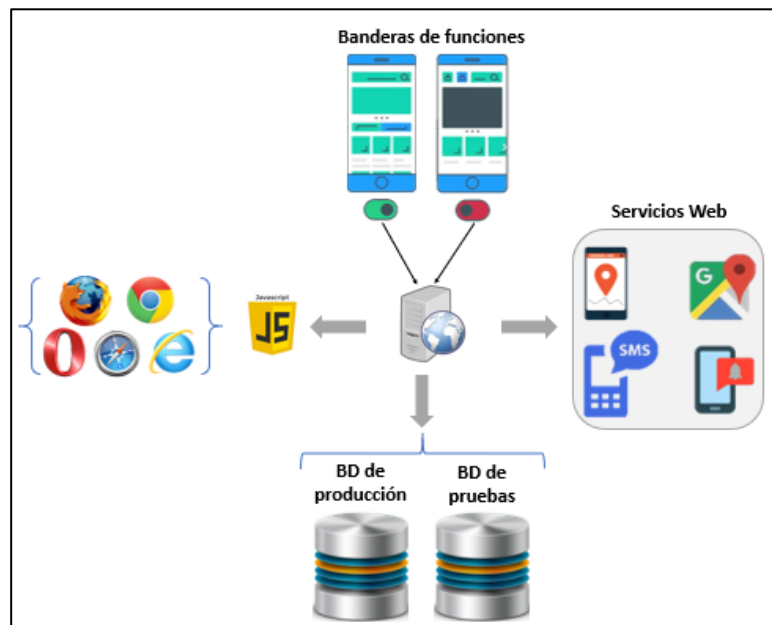 Banderas de funciones
Servicios Web
Javascript
JS
G
SMS
BD de
producción
BD de
pruebas